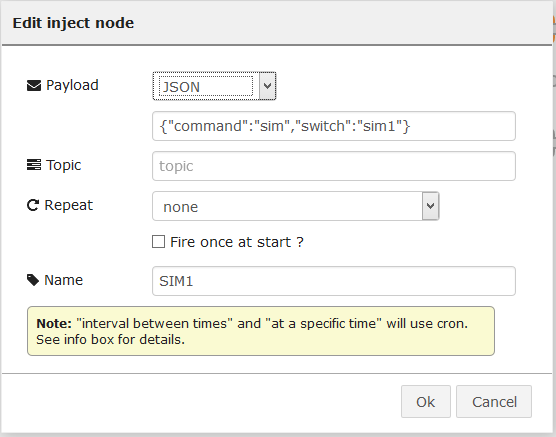 Edit inject node
Payload
JSON
{"command":"sim","switch":"sim1"}
Topic
topic
Repeat
none
Fire once at start ?
Name
SIM1
Note: "interval between times" and "at a specific time" will use cron.
See info box for details.
Ok
Cancel